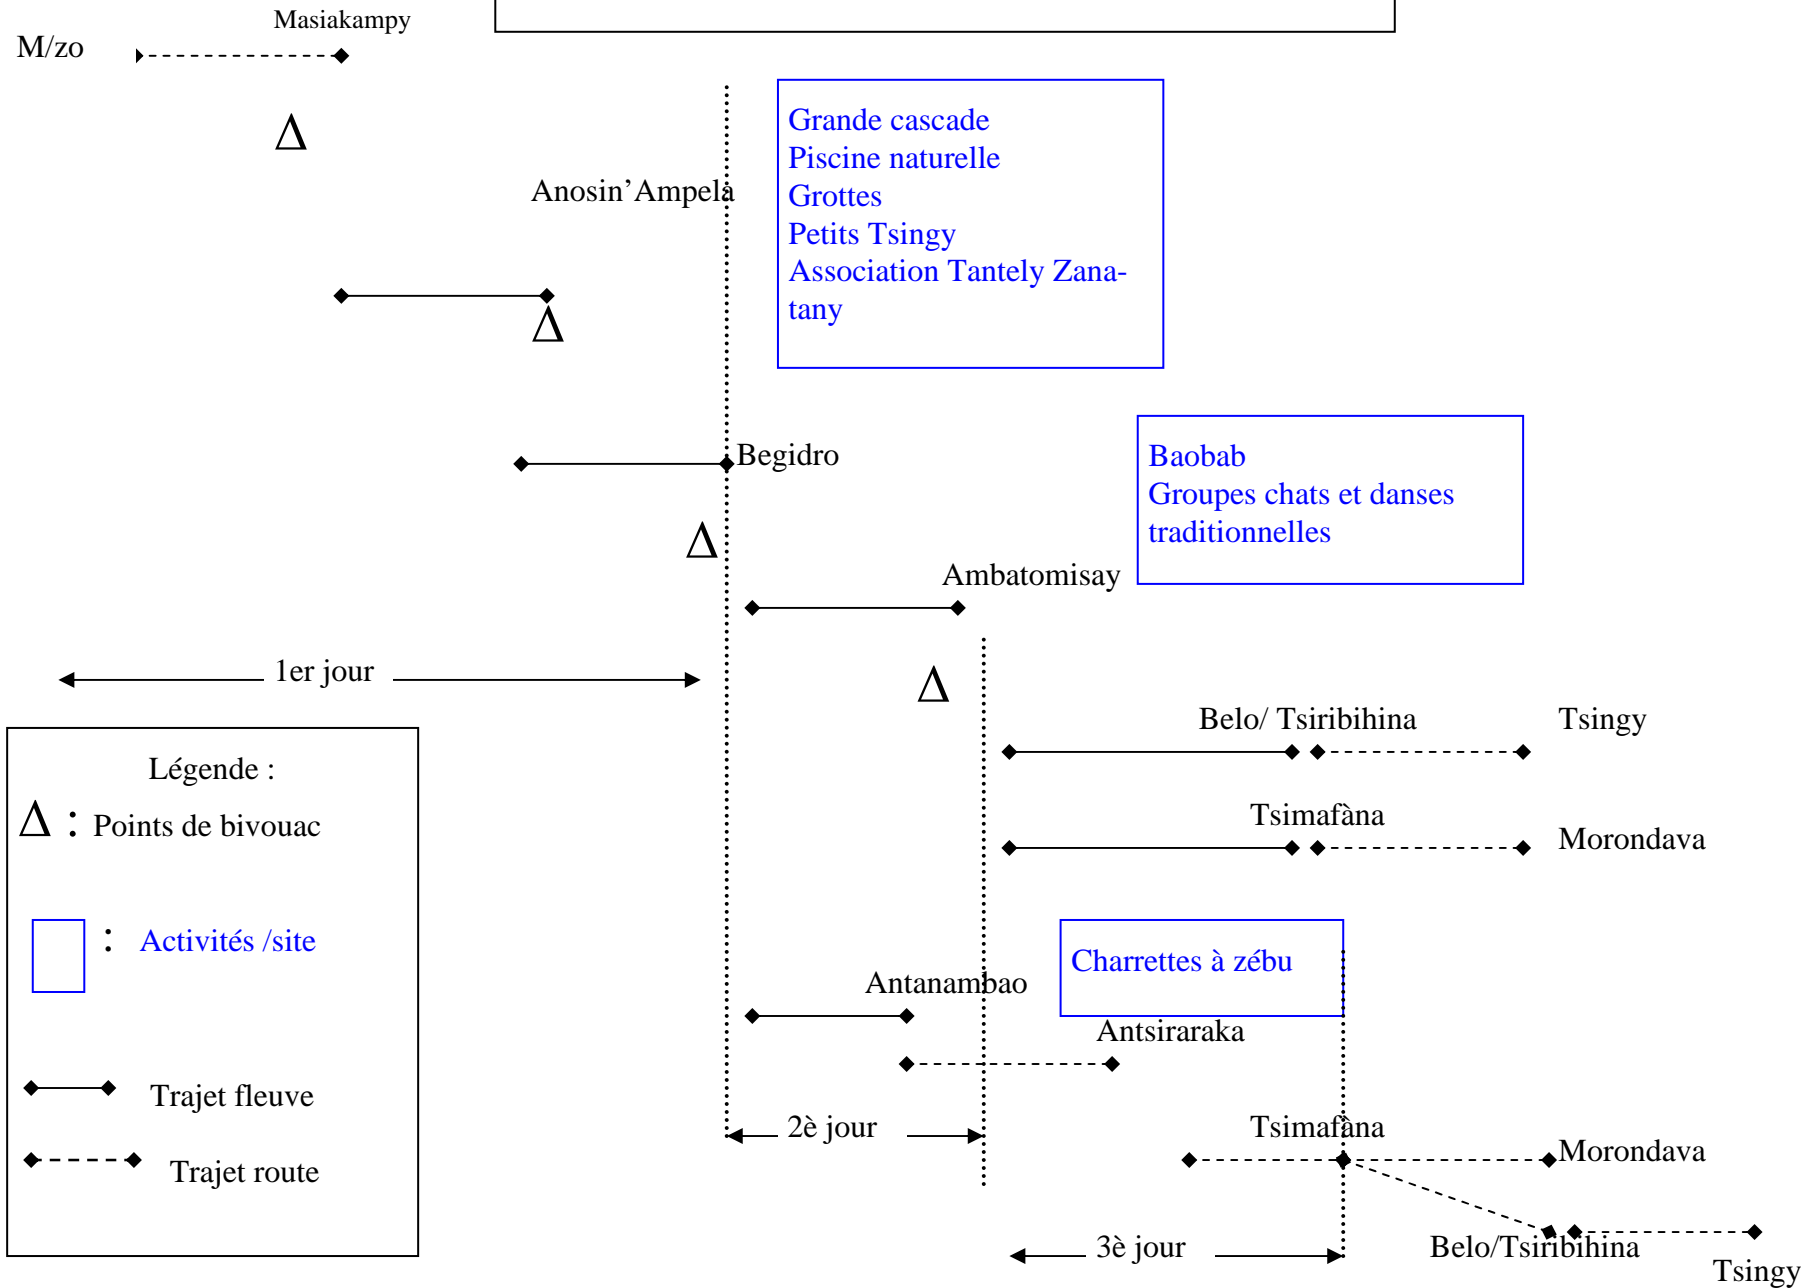 Masiakampy
M/zo
Grande cascade
Piscine naturelle
Grottes
Petits Tsingy
Association Tantely Zana-
tany
Δ
Anosin’Ampela
Δ
Begidro
Baobab
Groupes chats et danses
traditionnelles
Δ
Ambatomisay
1er jour
Δ
Belo/ Tsiribihina
Tsingy
Tsimafàna
Morondava
Légende :
Δ : Points de bivouac
: Activités /site
Trajet fleuve
Trajet route
Charrettes à zébu
Antanambao
Antsiraraka
2è jour
Tsimafàna
Morondava
3è jour
Belo/Tsiribihina
Tsingy